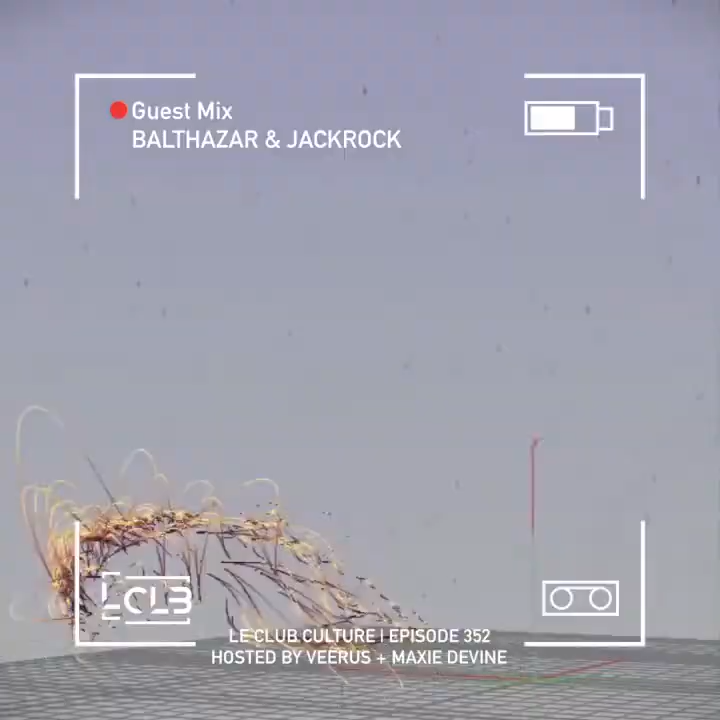 Guest Mix
BALTHAZAR & JACKROCK
LCLB
LE CLUB CULTURE | EPISODE 352
HOSTED BY VEERUS + MAXIE DEVINE